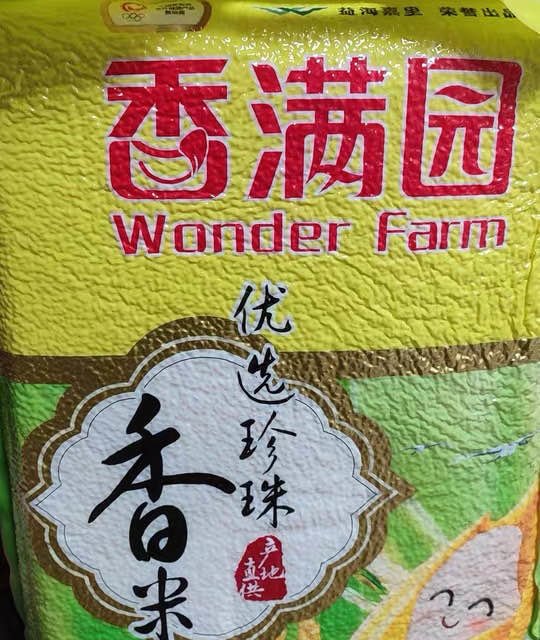 益海嘉里 荣誉出品
香满园
Wonder Farm
优选珍珠
香米
产地
直供